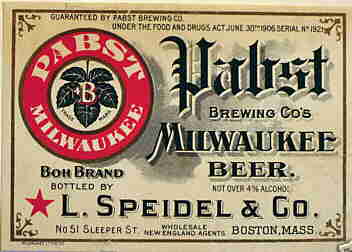 GUARANTEED BY PABST BREWING CO.
UNDER THE FOOD AND DRUGS ACT JUNE 30TH 1906 SERIAL No 1921
PABST
B
TRADE MARK
MILWAUKEE
Pabst
BREWING CO'S
MILWAUKEE
BEER.
BOH BRAND
BOTTLED BY
NOT OVER 4% ALCOHOL
L. SPEIDEL & CO.
No 51 SLEEPER ST.
WHOLESALE
NEW ENGLAND AGENTS
BOSTON, MASS.